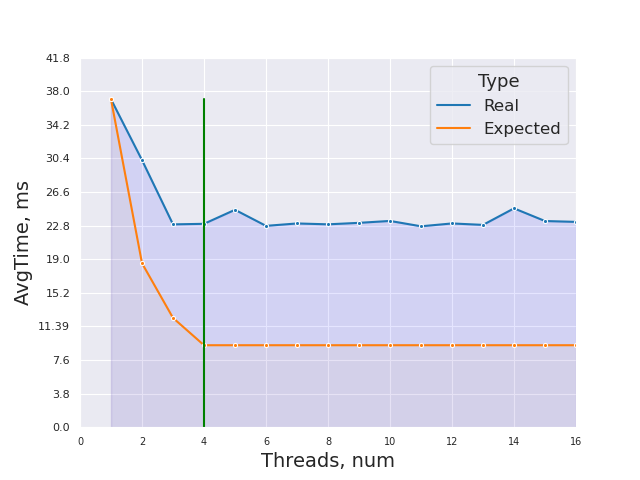 41.8
38.0
34.2
30.4
26.6
22.8
19.0
15.2
11.39
7.6
3.8
0.0
AvgTime, ms
Type
Real
Expected
0 2 4 6 8 10 12 14 16
Threads, num